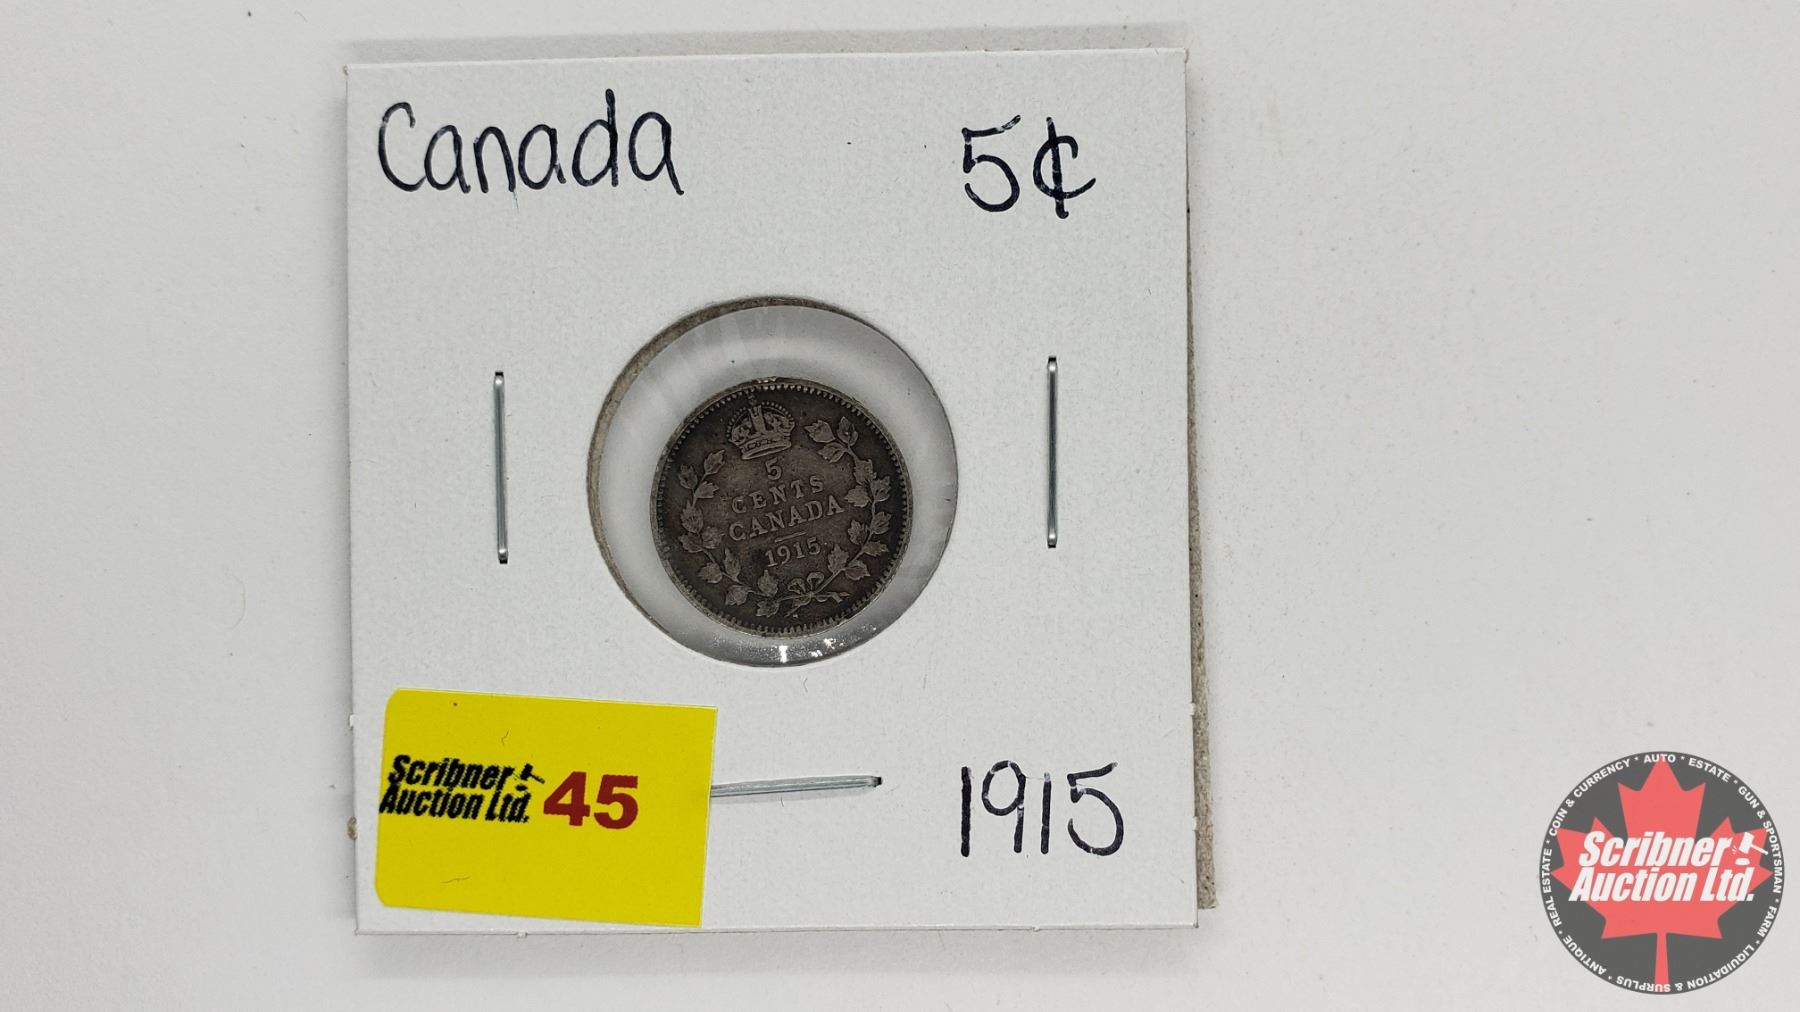 Canada 5¢
5
CENTS
CANADA
1915
Scribner
Auction Ltd. 45
1915
Scribner
Auction Ltd.
REAL ESTATE * COIN & CURRENCY * AUTO * ESTATE * GUN & SPORTSMAN * FARM * LIQUIDATION & SURPLUS * ANTIQUE *